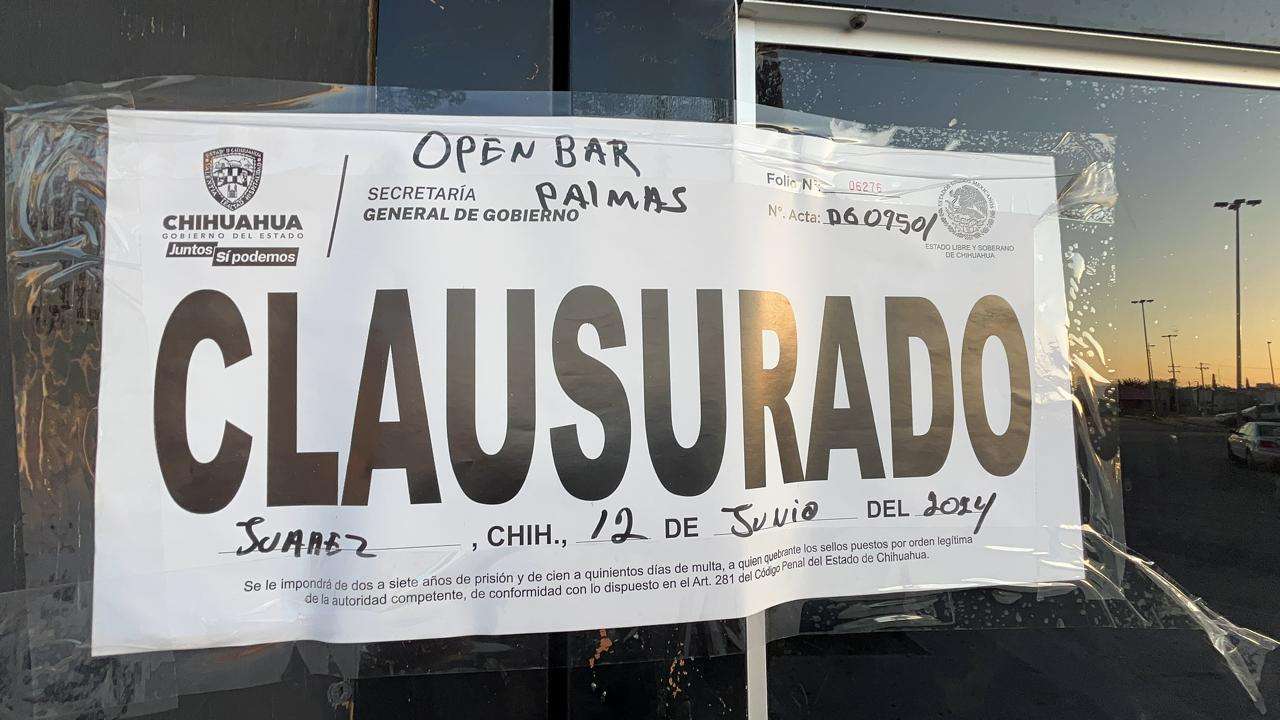 OPEN BAR
PALMAS
CHIHUAHUA
GOBIERNO DEL ESTADO
Juntos
Sí podemos
SECRETARÍA
GENERAL DE GOBIERNO
Folio N°. 06276
N°. Acta: DG 09501
ESTADO LIBRE Y SOBERANO
DE CHIHUAHUA
CLAUSURADO
JUAREZ, CHIH., 12 DE JUNIO DEL 2024
Se le impondrá de dos a siete años de prisión y de cien a quinientos días de multa, a quien quebrante los sellos puestos por orden legítima
de la autoridad competente, de conformidad con lo dispuesto en el Art. 281 del Código Penal del Estado de Chihuahua.